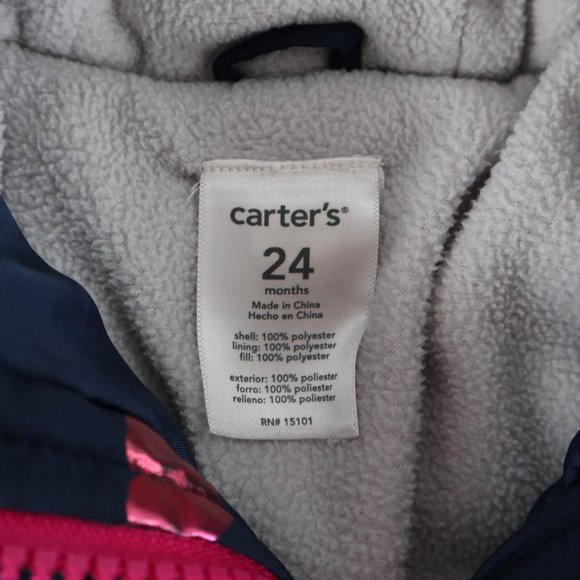 carter's®
24
months
Made in China
Hecho en China
shell: 100% polyester
lining: 100% polyester
fill: 100% polyester
exterior: 100% poliester
forro: 100% poliester
relleno: 100% poliester
RN# 15101